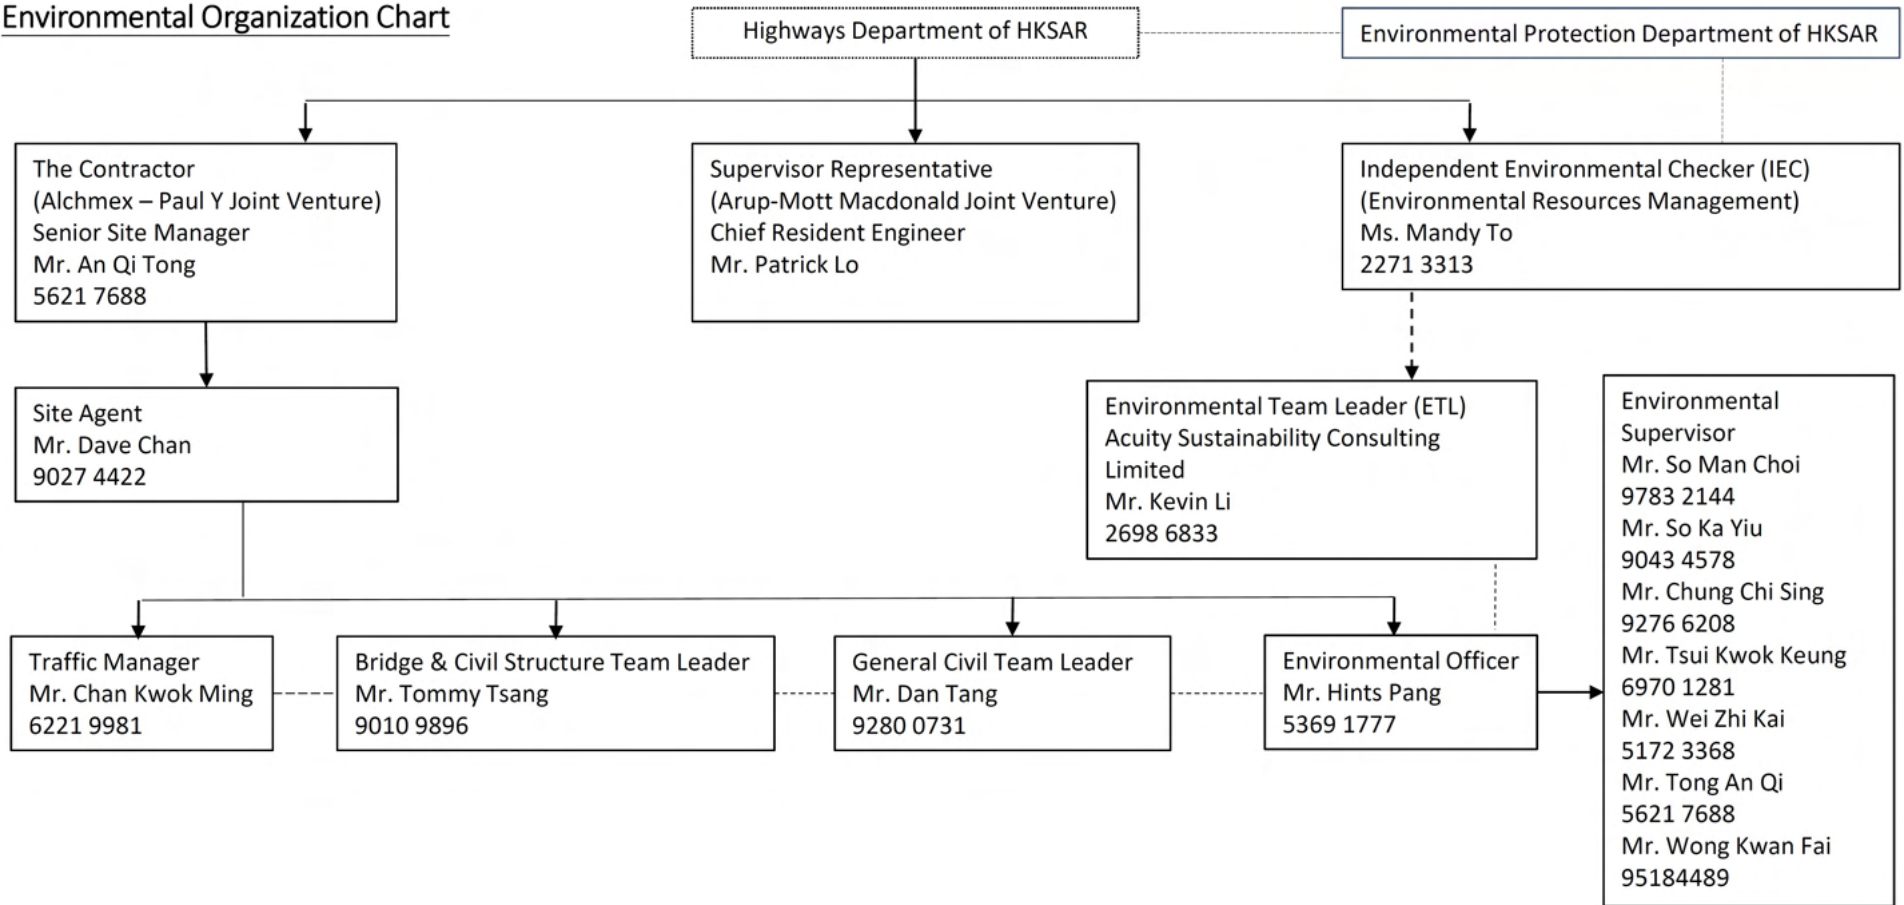 Environmental Organization Chart
Highways Department of HKSAR
Environmental Protection Department of HKSAR
The Contractor
(Alchmex – Paul Y Joint Venture)
Senior Site Manager
Mr. An Qi Tong
5621 7688
Supervisor Representative
(Arup-Mott Macdonald Joint Venture)
Chief Resident Engineer
Mr. Patrick Lo
Independent Environmental Checker (IEC)
(Environmental Resources Management)
Ms. Mandy To
2271 3313
Site Agent
Mr. Dave Chan
9027 4422
Environmental Team Leader (ETL)
Acuity Sustainability Consulting
Limited
Mr. Kevin Li
2698 6833
Traffic Manager
Mr. Chan Kwok Ming
6221 9981
Bridge & Civil Structure Team Leader
Mr. Tommy Tsang
9010 9896
General Civil Team Leader
Mr. Dan Tang
9280 0731
Environmental Officer
Mr. Hints Pang
5369 1777
Environmental
Supervisor
Mr. So Man Choi
9783 2144
Mr. So Ka Yiu
9043 4578
Mr. Chung Chi Sing
9276 6208
Mr. Tsui Kwok Keung
6970 1281
Mr. Wei Zhi Kai
5172 3368
Mr. Tong An Qi
5621 7688
Mr. Wong Kwan Fai
95184489